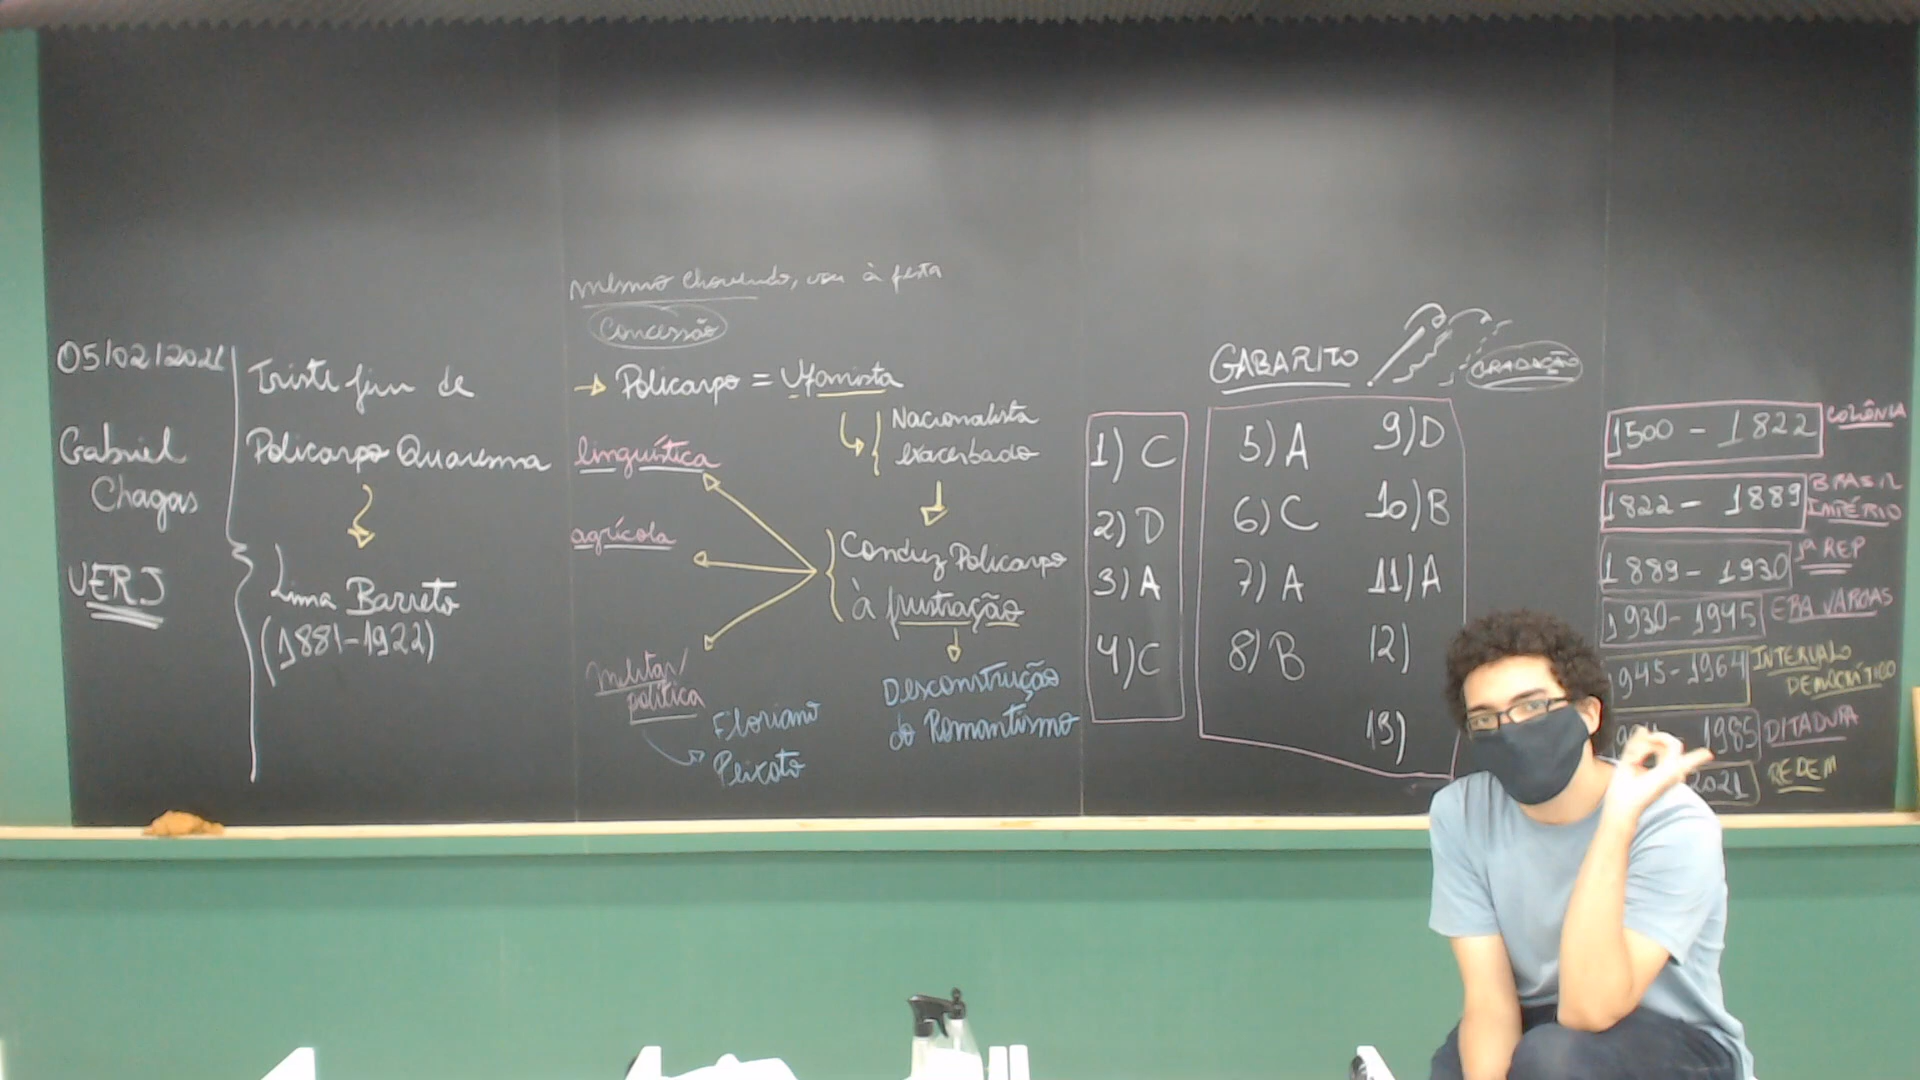 05/02/2021
Gabriel
Chagas
UERJ
Triste fim de
Policarpo Quaresma
Lima Barreto
(1881-1922)
mesmo chovendo, vou à festa
Concessão
Policarpo = Ufanista
Nacionalista
exacerbado
Conduz Policarpo
à frustração
Desconstrução
do Romantismo
linguística
agrícola
Militar/
política
Floriano
Peixoto
GABARITO
GRADAÇÃO
1) C
2) D
3) A
4) C
5) A
6) C
7) A
8) B
9) D
10) B
11) A
12)
13)
1500 - 1822 COLÔNIA
1822 - 1889 BRASIL
IMPÉRIO
1889 - 1930 1ª REP
1930 - 1945 ERA VARGAS
945-1964 INTERVALO
DEMOCRÁTICO
1985 DITADURA
2021 REDEM